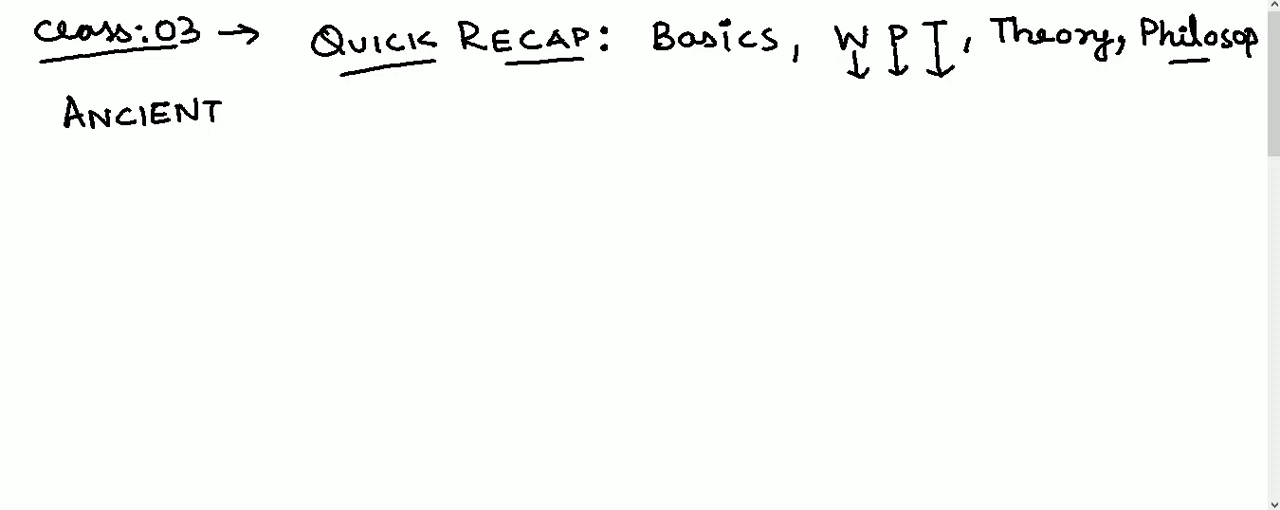 Class:03 → QUICK RECAP: Basics, W P T, Theory, Philosop
ANCIENT